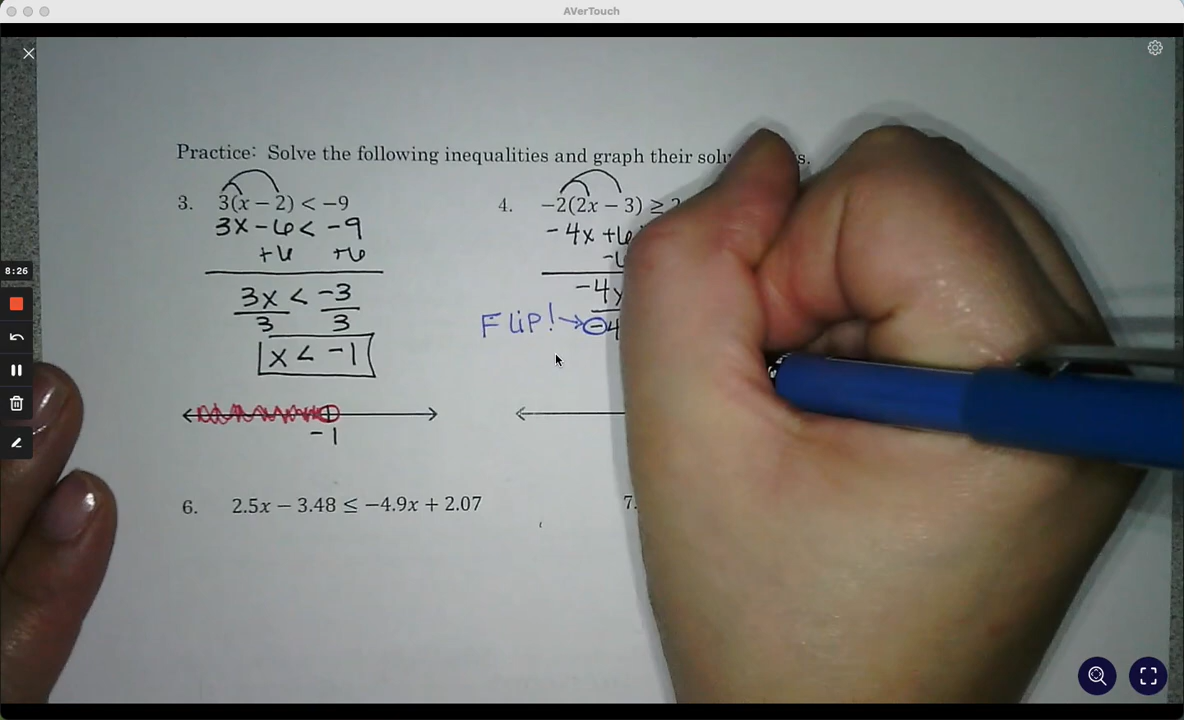 AVerTouch
Practice: Solve the following inequalities and graph their
3. 3(x − 2) < −9
3x − 6 < −9
+6 +6
3x < −3
3 3
x < −1
−1
4. −2(2x − 3) ≥
−4x +6
−4x
Flip! → −4
6. 2.5x − 3.48 ≤ −4.9x + 2.07
7.
8:26